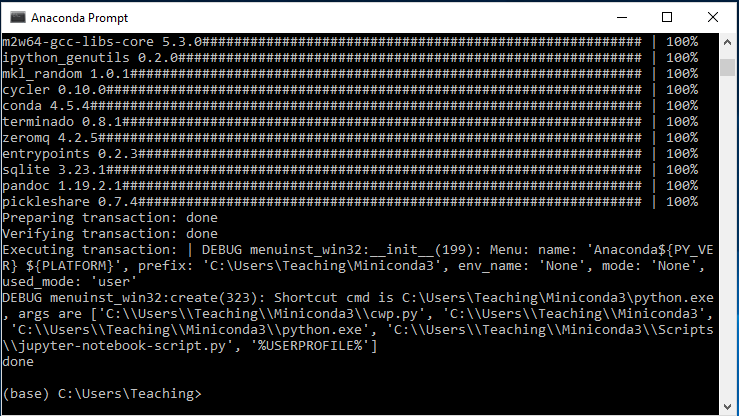 Anaconda Prompt
m2w64-gcc-libs-core 5.3.0####################################################### | 100%
ipython_genutils 0.2.0########################################################## | 100%
mkl_random 1.0.1################################################################ | 100%
cycler 0.10.0################################################################### | 100%
conda 4.5.4##################################################################### | 100%
terminado 0.8.1################################################################# | 100%
zeromq 4.2.5#################################################################### | 100%
entrypoints 0.2.3############################################################### | 100%
sqlite 3.23.1################################################################### | 100%
pandoc 1.19.2.1################################################################# | 100%
pickleshare 0.7.4############################################################### | 100%
Preparing transaction: done
Verifying transaction: done
Executing transaction: | DEBUG menuinst_win32:__init__(199): Menu: name: 'Anaconda${PY_VE
R} ${PLATFORM}', prefix: 'C:\Users\Teaching\Miniconda3', env_name: 'None', mode: 'None',
used_mode: 'user'
DEBUG menuinst_win32:create(323): Shortcut cmd is C:\Users\Teaching\Miniconda3\python.exe
, args are ['C:\\Users\\Teaching\\Miniconda3\\cwp.py', 'C:\\Users\\Teaching\\Miniconda3',
 'C:\\Users\\Teaching\\Miniconda3\\python.exe', 'C:\\Users\\Teaching\\Miniconda3\\Scripts
\\jupyter-notebook-script.py', '%USERPROFILE%']
done
(base) C:\Users\Teaching>